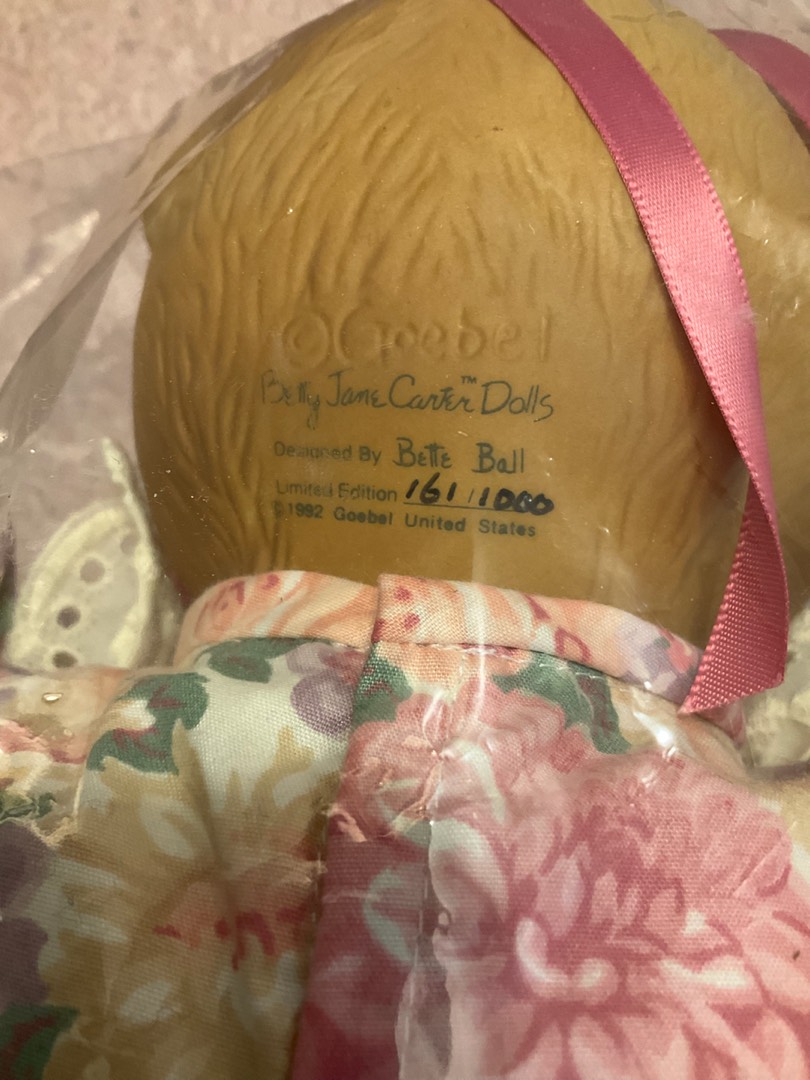 ©Goebel
Betty Jane Carter™ Dolls
Designed By Bette Ball
Limited Edition 161/1000
©1992 Goebel United States